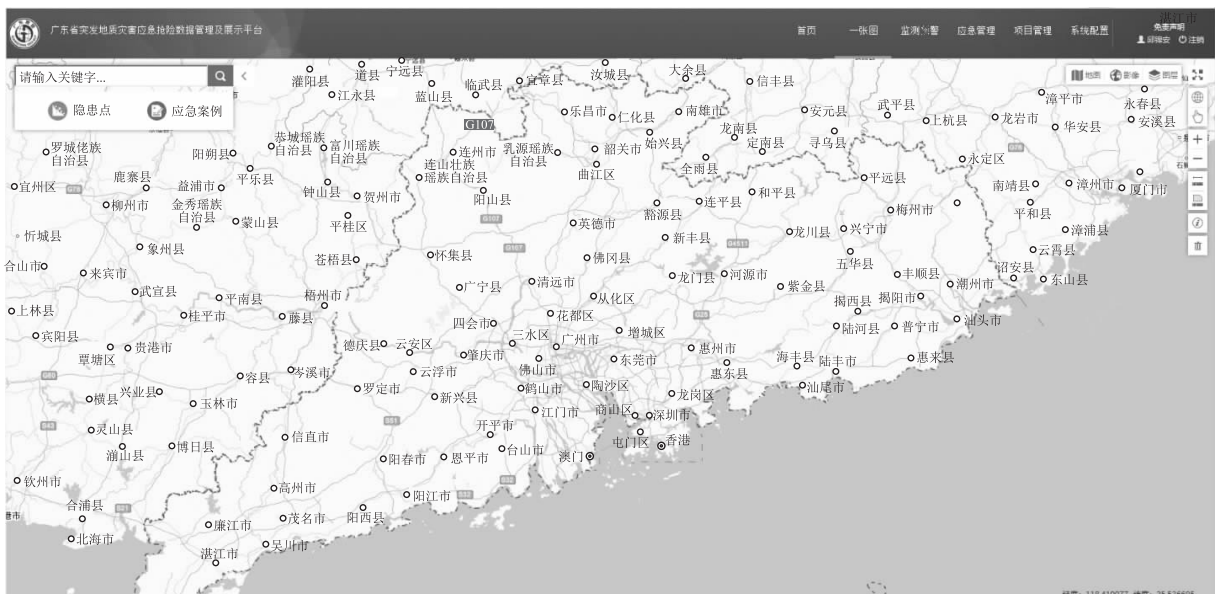 湛江市
广东省突发地质灾害应急抢险数据管理及展示平台
首页 一张图 监测预警 应急管理 项目管理 系统配置
免责声明
注销
请输入关键字...
隐患点 应急案例
地图 影像 图层
灌阳县 道县 宁远县 临武县 宜章县 汝城县 大余县 信丰县
江永县 蓝山县 乐昌市 仁化县 南雄市 安元县 武平县 上杭县 龙岩市 漳平市 永春县
华安县 安溪县
G107
罗城佬族
自治县
阳朔县
恭城瑶族
自治县
富川瑶族
自治县
连州市
乳源瑶族
自治县
韶关市 始兴县 龙南县 定南县 寻乌县
连山壮族
瑶族自治县
曲江区 全雨县 永定区
宜州区 鹿寨县 益浦市 平乐县 钟山县 贺州市 阳山县 和平县 平远县 南靖县 漳州市 厦门市
柳州市
金秀瑶族
自治县
蒙山县 平桂区 英德市 豁源县 连平县 梅州市 平和县
忻城县 象州县 苍梧县 怀集县 佛冈县 新丰县 龙川县 兴宁市 漳浦县
合山市 来宾市 五华县 云霄县
武宣县 平南县 梧州市 广宁县 清远市 从化区 龙门县 河源市 紫金县 丰顺县 潮州市 诏安县 东山县
上林县 桂平市 藤县 四会市 花都区 揭西县 揭阳市 汕头市
宾阳县 覃塘区 贵港市 德庆县 云安区 三水区 广州市 增城区 陆河县 普宁市
肇庆市 佛山市 东莞市 惠州市 惠东县 海丰县 陆丰市 惠来县
容县 岑溪市 云浮市
横县 兴业县 玉林市 罗定市 新兴县 鹤山市 陶沙区 龙岗区 汕尾市
江门市 商山区 深圳市
灵山县 湴山县 博日县 信直市 开平市 台山市 屯门区 香港
阳春市 恩平市 澳门
钦州市 合浦县 高州市 阳江市
北海市 廉江市 茂名市 阳西县
湛江市 吴川市